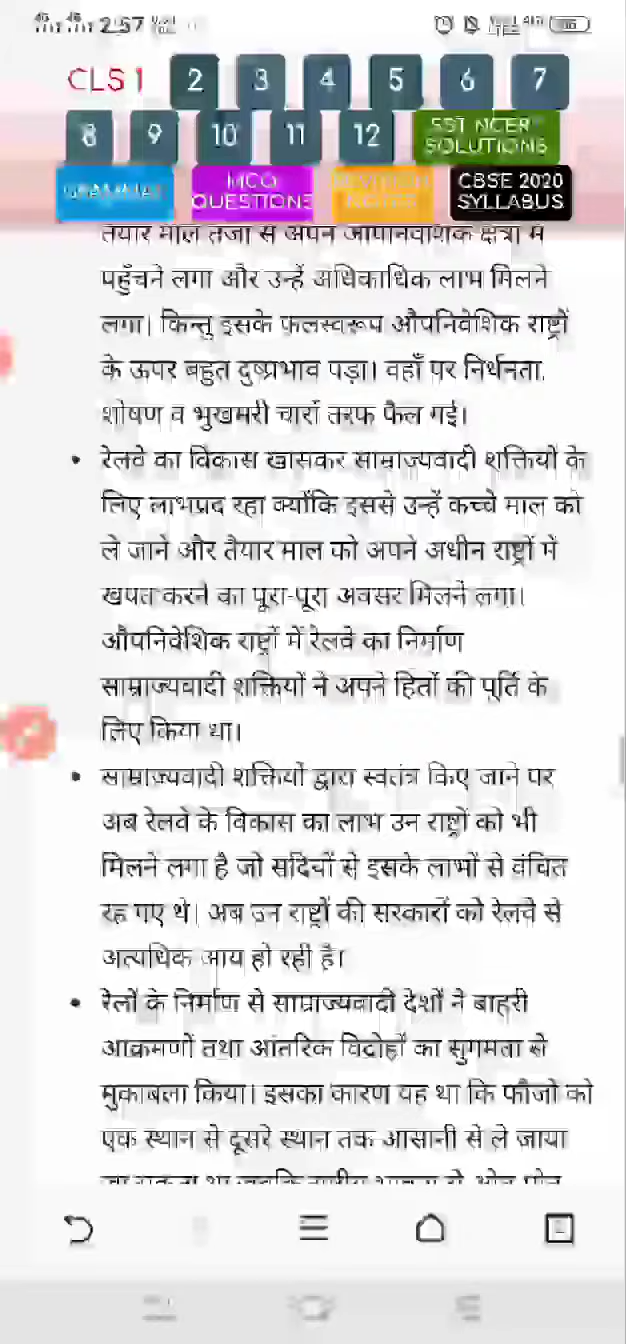 2:57
CLS 1 2 3 4 5 6 7
8 9 10 11 12 SST NCERT SOLUTIONS
GRAMMAR MCQ QUESTIONS CBSE 2020 SYLLABUS
पहुँचने लगा और उन्हें अधिकाधिक लाभ मिलने
लगा। किन्तु इसके फलस्वरूप औपनिवेशिक राष्ट्रों
के ऊपर बहुत दुष्प्रभाव पड़ा। वहाँ पर निर्धनता,
शोषण व भुखमरी चारों तरफ फैल गई।
• रेलवे का विकास खासकर साम्राज्यवादी शक्तियों के
लिए लाभप्रद रहा क्योंकि इससे उन्हें कच्चे माल को
ले जाने और तैयार माल को अपने अधीन राष्ट्रों में
खपत करने का पूरा-पूरा अवसर मिलने लगा।
औपनिवेशिक राष्ट्रों में रेलवे का निर्माण
साम्राज्यवादी शक्तियों ने अपने हितों की पूर्ति के
लिए किया था।
• साम्राज्यवादी शक्तियों द्वारा स्वतंत्र किए जाने पर
अब रेलवे के विकास का लाभ उन राष्ट्रों को भी
मिलने लगा है जो सदियों से इसके लाभों से वंचित
रह गए थे। अब उन राष्ट्रों की सरकारों को रेलवे से
अत्यधिक आय हो रही है।
• रेलों के निर्माण से साम्राज्यवादी देशों ने बाहरी
आक्रमणों तथा आंतरिक विद्रोहों का सुगमता से
मुकाबला किया। इसका कारण यह था कि फौजों को
एक स्थान से दूसरे स्थान तक आसानी से ले जाया